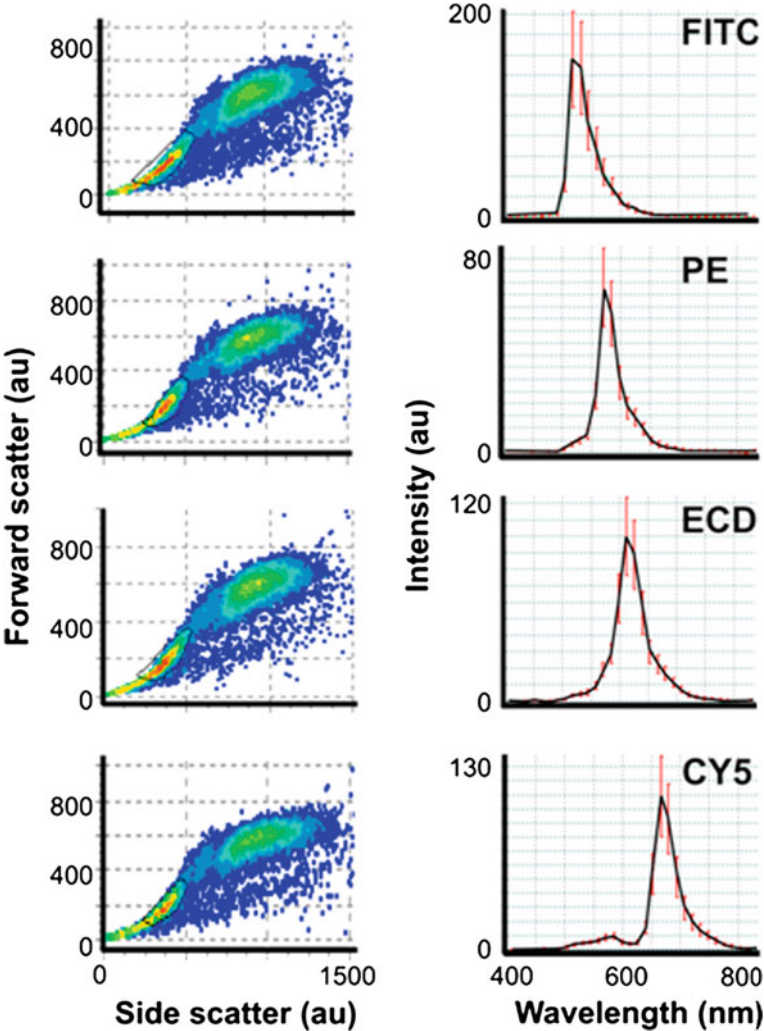 Forward scatter (au)
800
400
0
800
400
0
800
400
0
800
400
0
0 1500
Side scatter (au)
Intensity (au)
200
0
FITC
80
0
PE
120
0
ECD
130
0
CY5
400 600 800
Wavelength (nm)